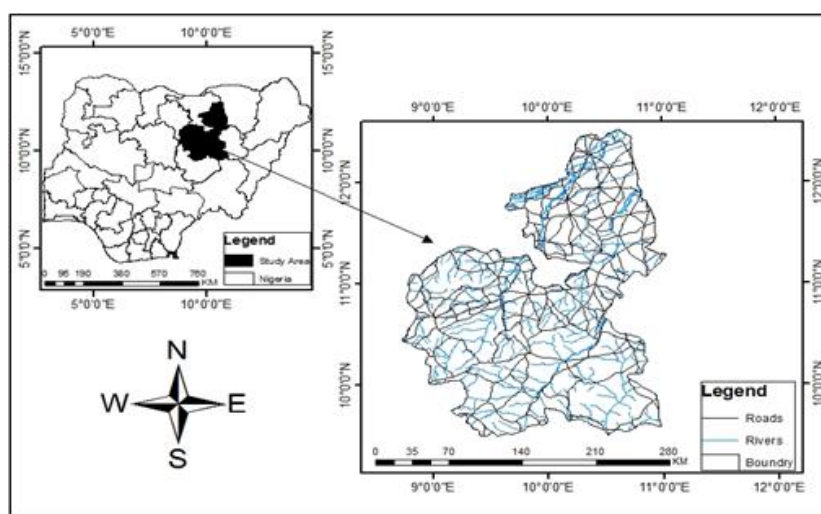 5°0'0"E 10°0'0"E
15°0'0"N
10°0'0"N
5°0'0"N
15°0'0"N
10°0'0"N
5°0'0"N
Legend
Study Area
Nigeria
0 95 190 380 570 760
KM
5°0'0"E 10°0'0"E
N
W E
S
9°0'0"E 10°0'0"E 11°0'0"E 12°0'0"E
12°0'0"N
11°0'0"N
10°0'0"N
12°0'0"N
11°0'0"N
10°0'0"N
Legend
Roads
Rivers
Boundry
0 35 70 140 210 280
KM
9°0'0"E 10°0'0"E 11°0'0"E 12°0'0"E